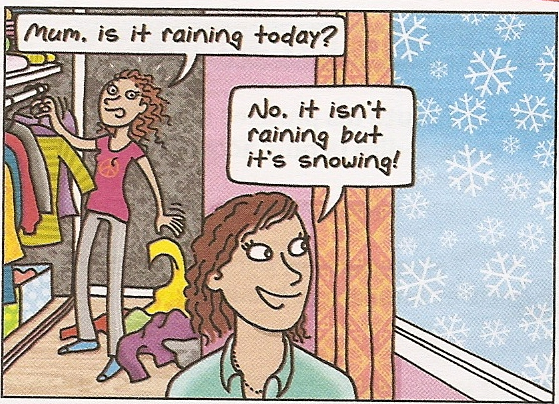 Mum, is it raining today?
No, it isn't
raining but
it's snowing!